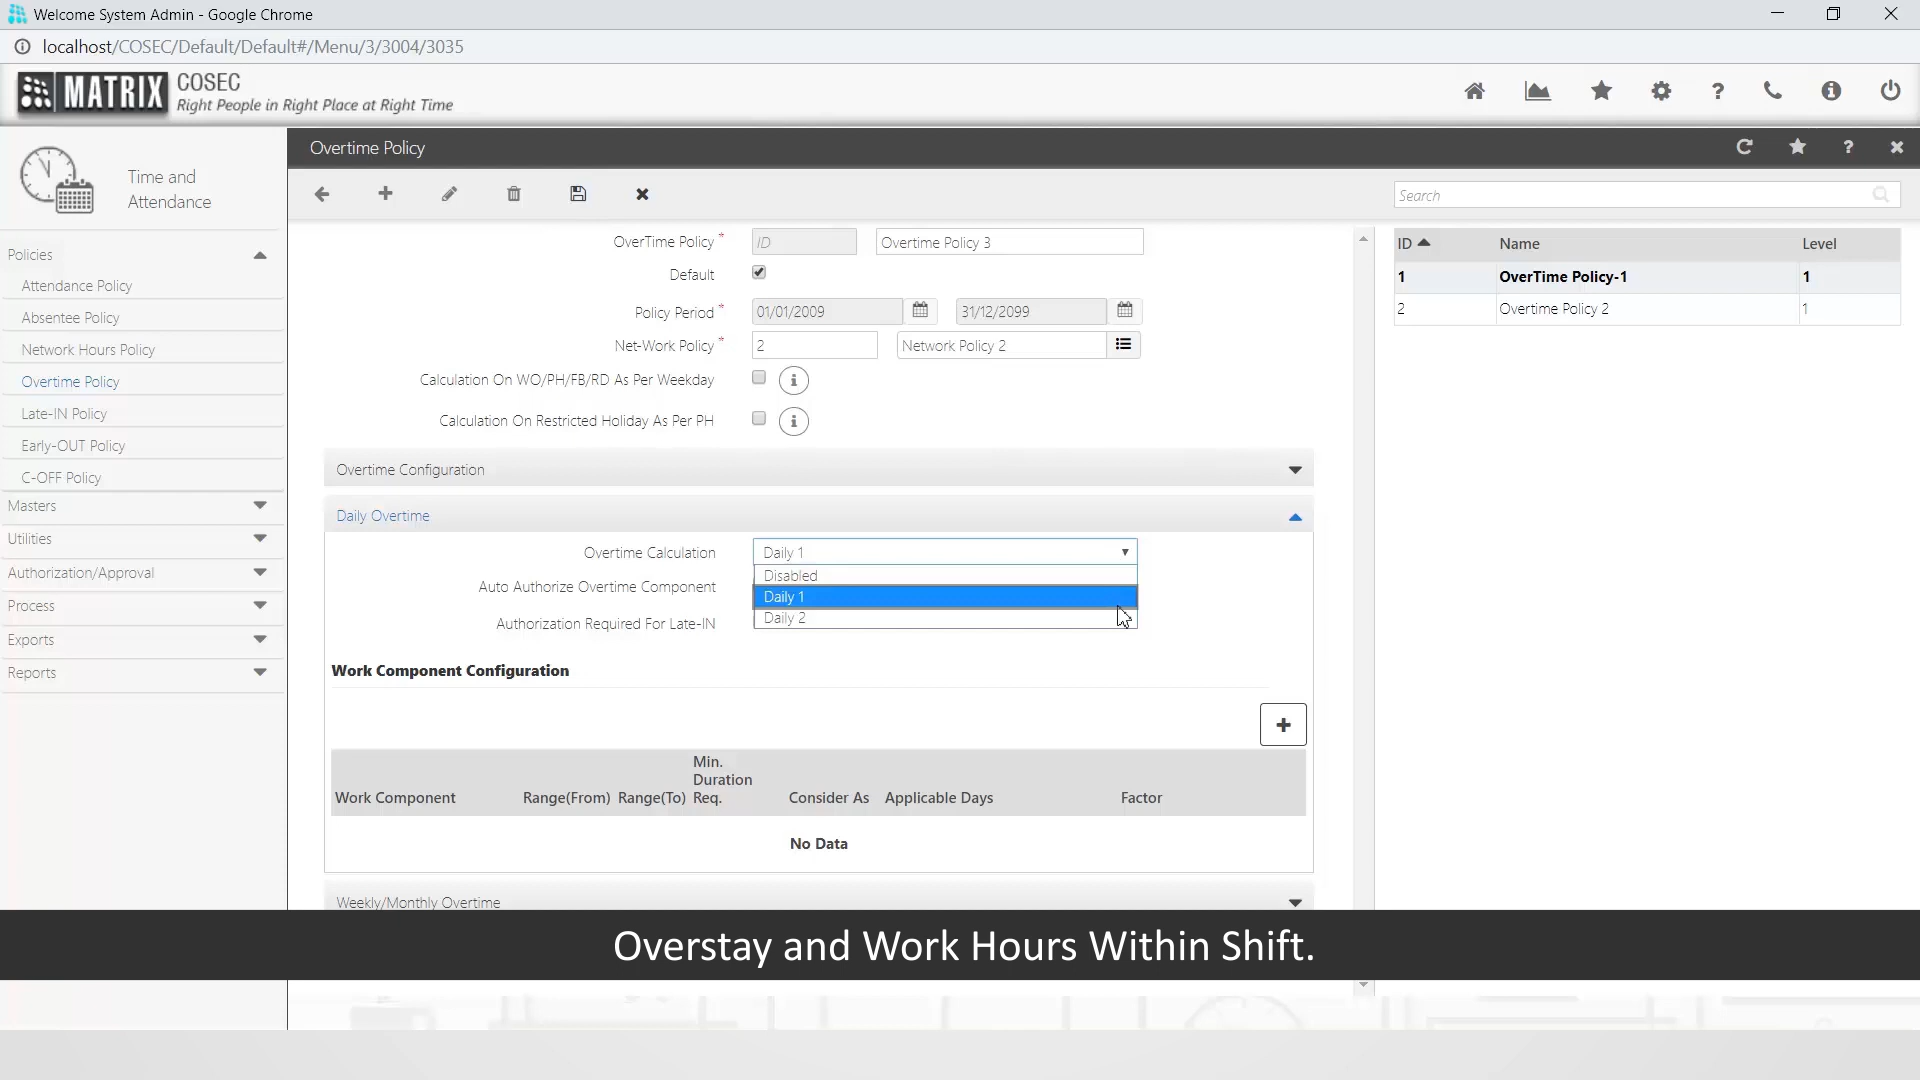 Welcome System Admin - Google Chrome
localhost/COSEC/Default/Default#/Menu/3/3004/3035
MATRIX
COSEC
Right People in Right Place at Right Time
Time and
Attendance
Policies
Attendance Policy
Absentee Policy
Network Hours Policy
Overtime Policy
Late-IN Policy
Early-OUT Policy
C-OFF Policy
Masters
Utilities
Authorization/Approval
Process
Exports
Reports
Overtime Policy
OverTime Policy * ID Overtime Policy 3
Default
Policy Period * 01/01/2009 31/12/2099
Net-Work Policy * 2 Network Policy 2
Calculation On WO/PH/FB/RD As Per Weekday
Calculation On Restricted Holiday As Per PH
Overtime Configuration
Daily Overtime
Overtime Calculation Daily 1
Disabled
Auto Authorize Overtime Component
Daily 1
Daily 2
Authorization Required For Late-IN
Work Component Configuration
+
Work Component Range(From) Range(To) Min. Duration Req. Consider As Applicable Days Factor
No Data
Weekly/Monthly Overtime
Search
ID Name Level
1 OverTime Policy-1 1
2 Overtime Policy 2 1
Overstay and Work Hours Within Shift.